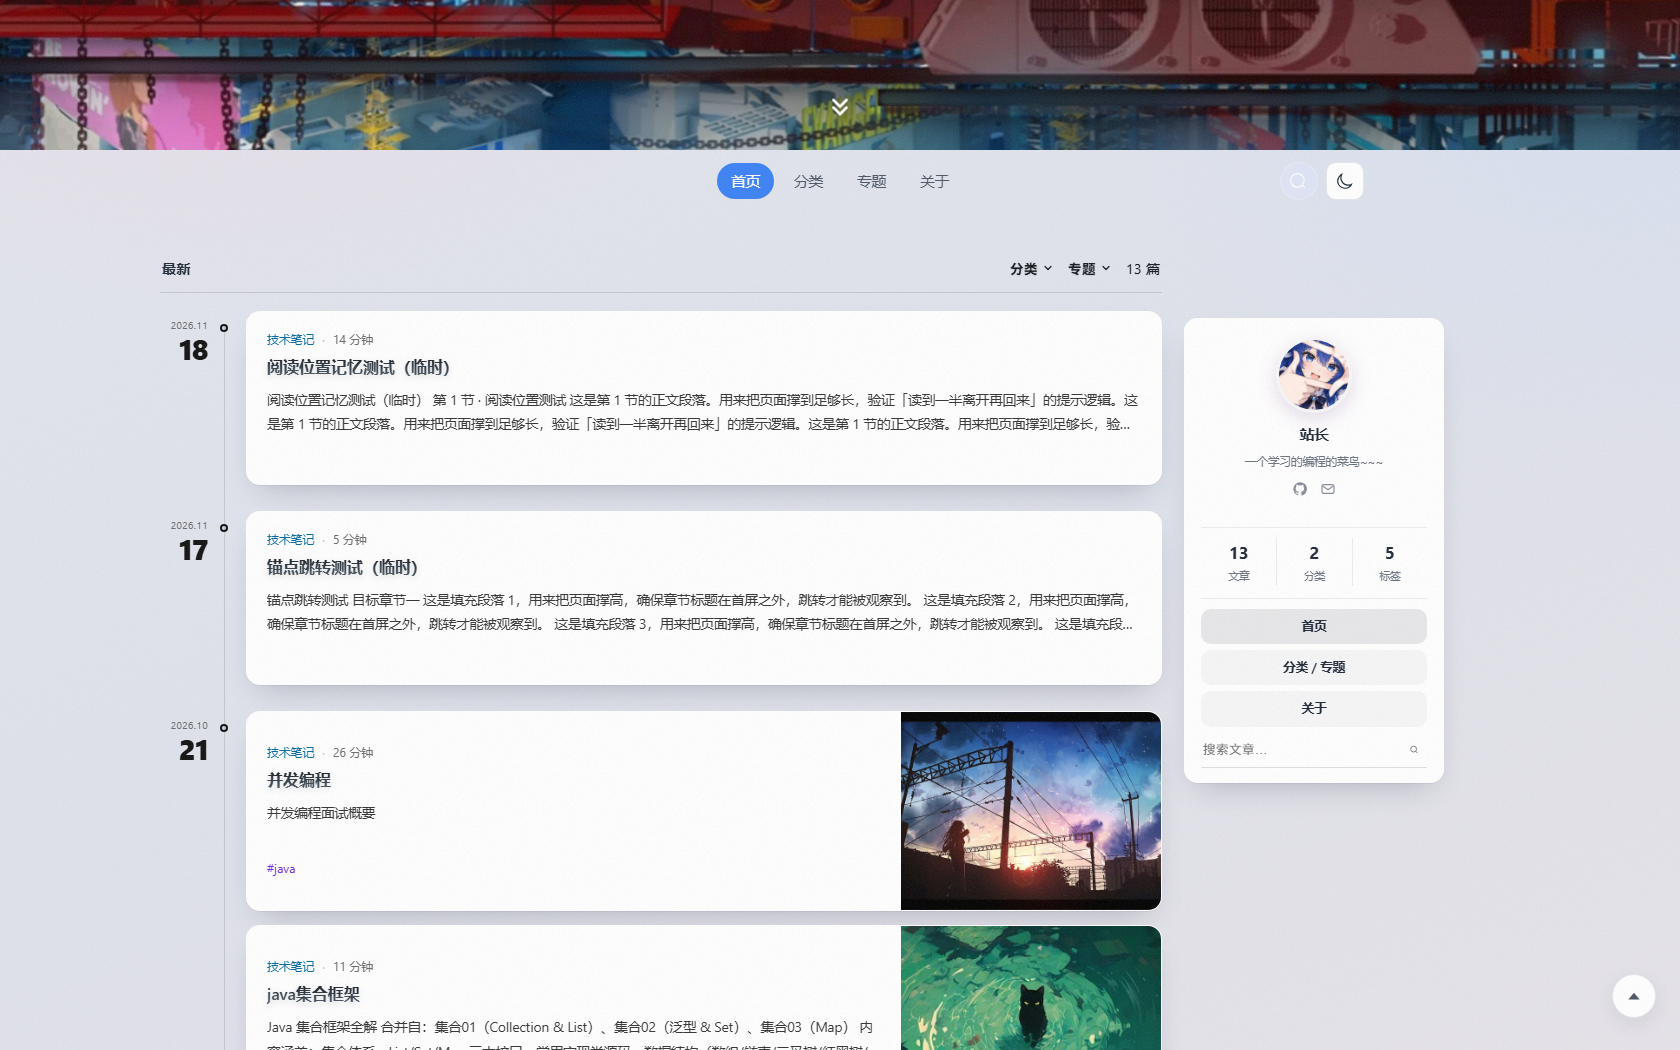 首页 分类 专题 关于
最新
分类 专题 13 篇
2026.11
18
技术笔记 · 14 分钟
阅读位置记忆测试（临时）
阅读位置记忆测试（临时） 第 1 节 · 阅读位置测试 这是第 1 节的正文段落。用来把页面撑到足够长，验证「读到一半离开再回来」的提示逻辑。这
是第 1 节的正文段落。用来把页面撑到足够长，验证「读到一半离开再回来」的提示逻辑。这是第 1 节的正文段落。用来把页面撑到足够长，验…
2026.11
17
技术笔记 · 5 分钟
锚点跳转测试（临时）
锚点跳转测试 目标章节一 这是填充段落 1，用来把页面撑高，确保章节标题在首屏之外，跳转才能被观察到。 这是填充段落 2，用来把页面撑高，
确保章节标题在首屏之外，跳转才能被观察到。 这是填充段落 3，用来把页面撑高，确保章节标题在首屏之外，跳转才能被观察到。 这是填充段…
2026.10
21
技术笔记 · 26 分钟
并发编程
并发编程面试概要
#java
技术笔记 · 11 分钟
java集合框架
Java 集合框架全解 合并自：集合01（Collection & List）、集合02（泛型 & Set）、集合03（Map） 内
站长
一个学习的编程的菜鸟~~~
13 2 5
文章 分类 标签
首页
分类 / 专题
关于
搜索文章…